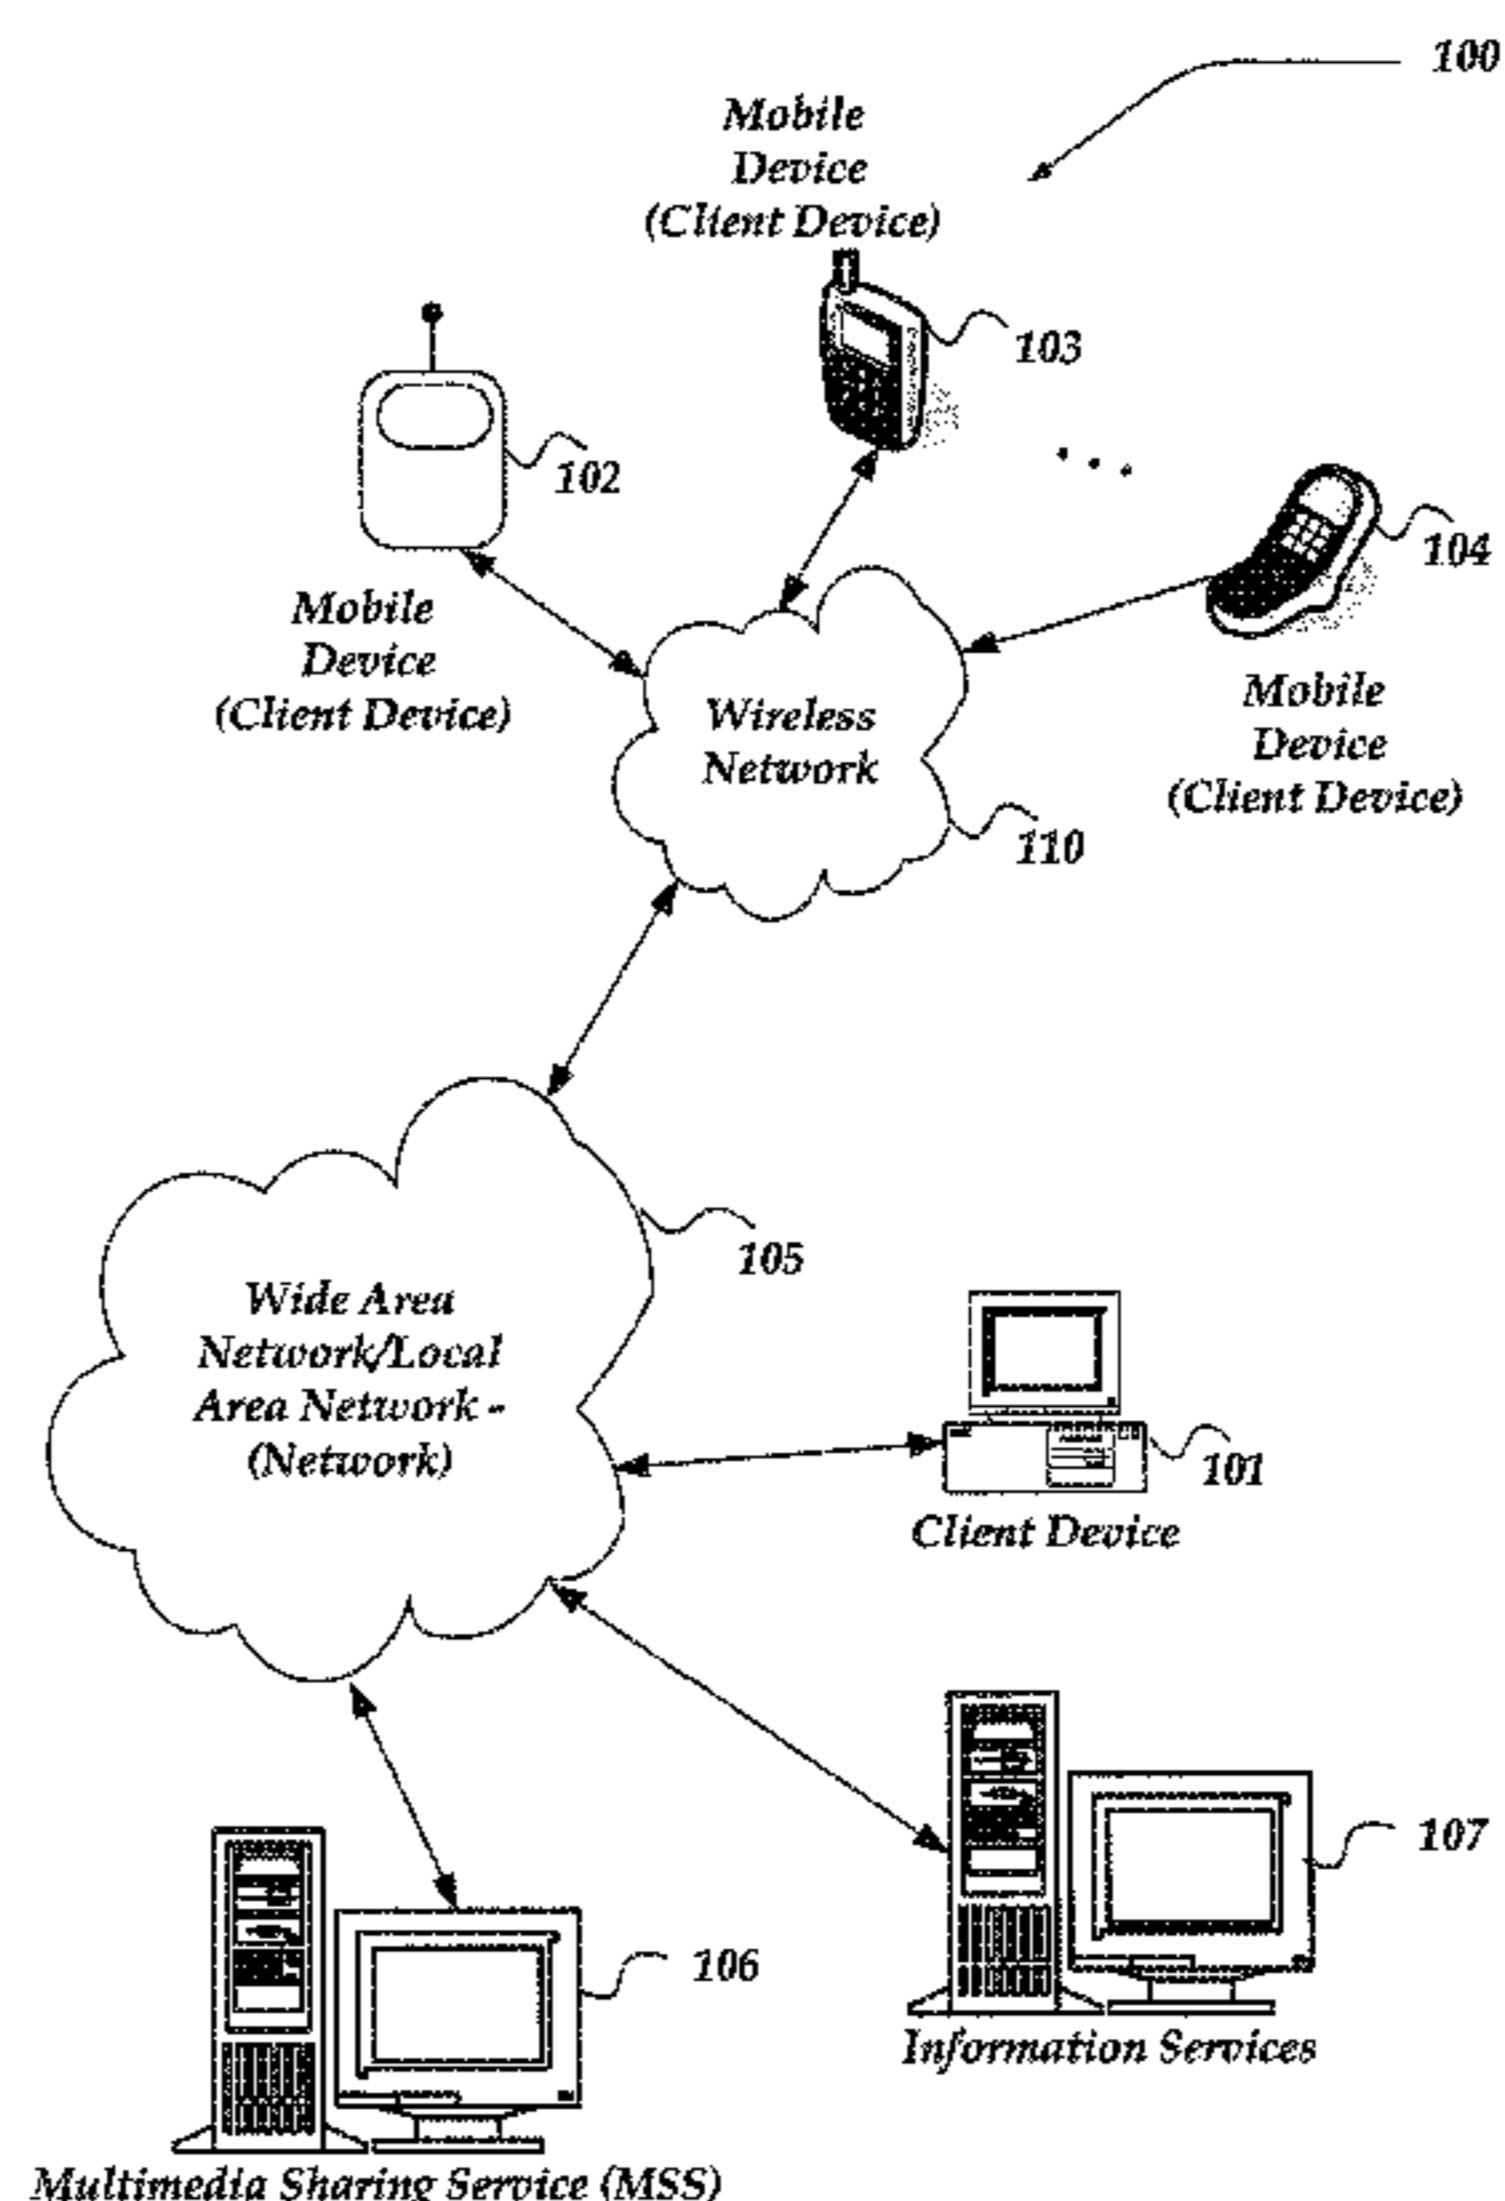 100
Mobile
Device
(Client Device)
103
102
104
Mobile
Device
(Client Device)
Wireless
Network
Mobile
Device
(Client Device)
110
105
Wide Area
Network/Local
Area Network -
(Network)
101
Client Device
107
106
Information Services
Multimedia Sharing Service (MSS)